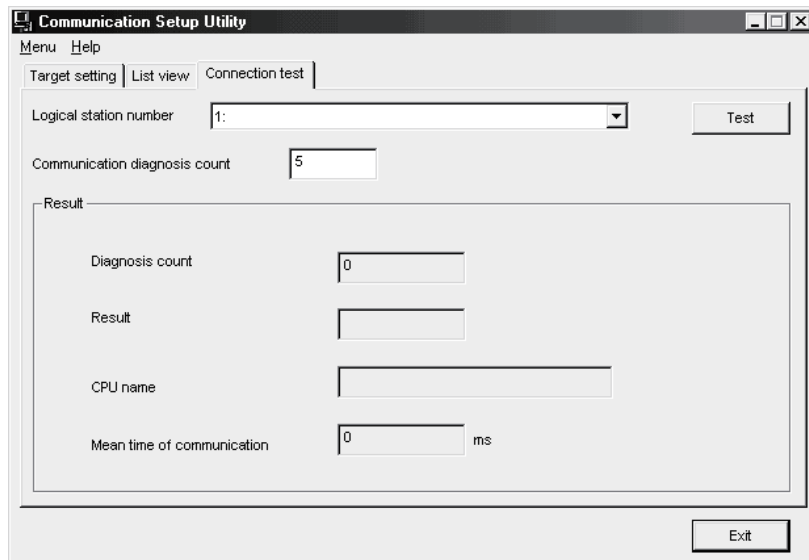 Communication Setup Utility
Menu Help
Target setting List view Connection test
Logical station number 1: Test
Communication diagnosis count 5
Result
Diagnosis count 0
Result
CPU name
Mean time of communication 0 ms
Exit